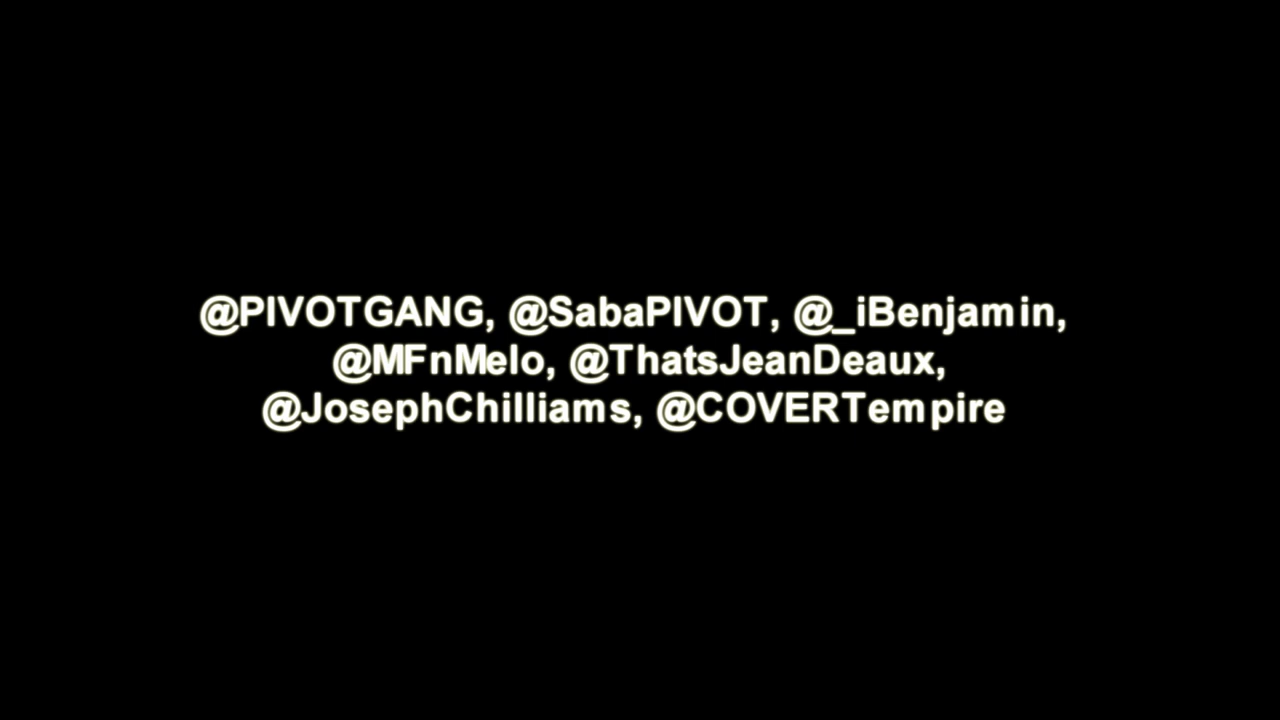 @PIVOTGANG, @SabaPIVOT, @_iBenjamin,
@MFnMelo, @ThatsJeanDeaux,
@JosephChilliams, @COVERTempire